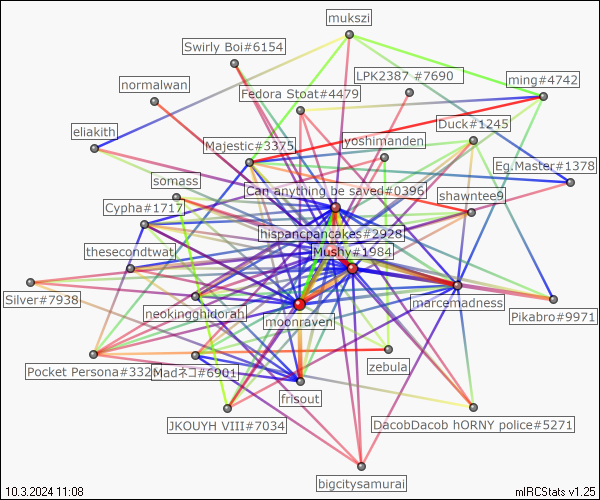 mukszi
Swirly Boi#6154
LPK2387 #7690
ming#4742
normalwan
Fedora Stoat#4479
Duck#1245
eliakith
Majestic#3375
yoshimanden
Eg.Master#1378
somass
Can anything be saved#0396
shawntee9
Cypha#1717
hispancpancakes#2928
thesecondtwat
Mushy#1984
Silver#7938
neokingghidorah
marcemadness
Pikabro#9971
moonraven
Pocket Persona#332
Madネコ#6901
zebula
frisout
JKOUYH VIII#7034
DacobDacob hORNY police#5271
bigcitysamurai
10.3.2024 11:08
mIRCStats v1.25